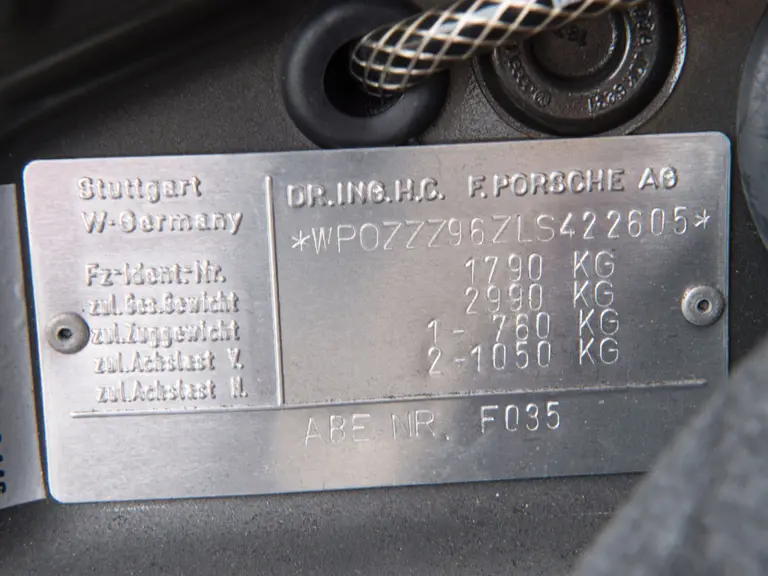 Stuttgart
W-Germany
DR.ING.H.C. F.PORSCHE AG
Fz-Ident-Nr. *WP0ZZZ96ZLS422605*
zul.Ges.Gewicht 1790 KG
zul.Zuggewicht 2990 KG
zul.Achslast V. 1- 760 KG
zul.Achslast H. 2-1050 KG
ABE NR. F035